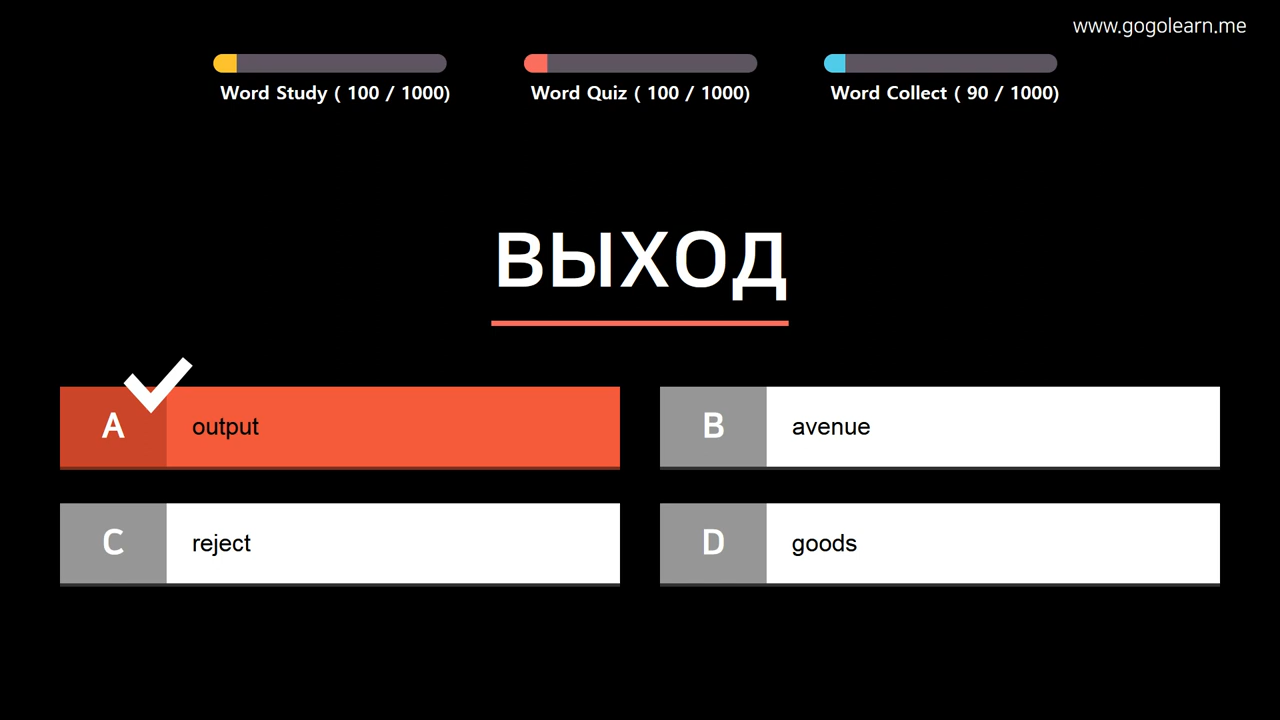 www.gogolearn.me
Word Study ( 100 / 1000)
Word Quiz ( 100 / 1000)
Word Collect ( 90 / 1000)
выход
A
output
B
avenue
C
reject
D
goods